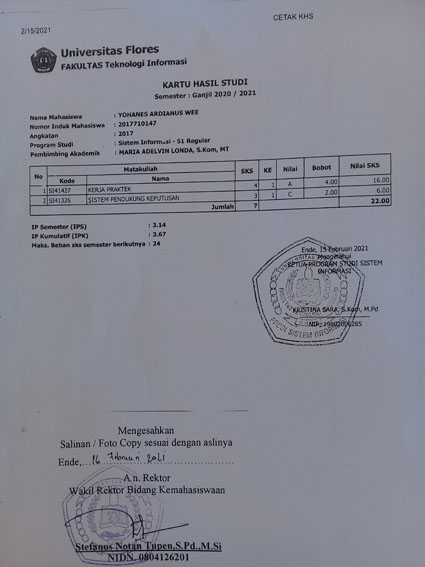 CETAK KHS
2/15/2021
Universitas Flores
FAKULTAS Teknologi Informasi
KARTU HASIL STUDI
Semester : Ganjil 2020 / 2021
Nama Mahasiswa : YOHANES ARDIANUS WEE
Nomor Induk Mahasiswa : 2017710147
Angkatan : 2017
Program Studi : Sistem Informasi - S1 Reguler
Pembimbing Akademik : MARIA ADELVIN LONDA, S.Kom, MT
No Matakuliah SKS KE Nilai Bobot Nilai SKS
Kode Nama
1 SI41427 KERJA PRAKTEK 4 1 A 4.00 16.00
2 SI41326 SISTEM PENDUKUNG KEPUTUSAN 3 1 C 2.00 6.00
Jumlah 7 22.00
IP Semester (IPS) : 3.14
IP Kumulatif (IPK) : 3.67
Maks. Beban sks semester berikutnya : 24
Ende, 15 Februari 2021
Mengetahui
KETUA PROGRAM STUDI SISTEM
INFORMASI
KRISTINA SARA, S.Kom, M.Pd
NIP.
PRODI SISTEM INFORMASI
Mengesahkan
Salinan / Foto Copy sesuai dengan aslinya
Ende,... 16 Februari 2021
A.n. Rektor
Wakil Rektor Bidang Kemahasiswaan
Stefanus Notan Tupen,S.Pd.,M.Si
NIDN. 0804126201